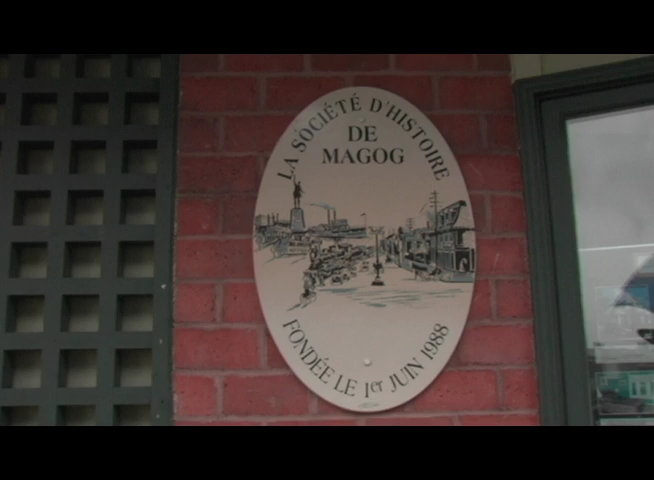 LA SOCIÉTÉ D'HISTOIRE
DE
MAGOG
FONDÉE LE 1er JUIN 1988